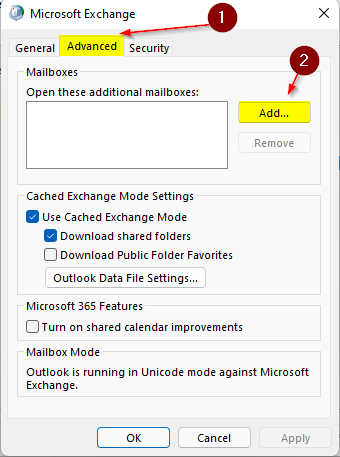 Microsoft Exchange
1
General Advanced Security
Mailboxes
2
Open these additional mailboxes:
Add...
Remove
Cached Exchange Mode Settings
Use Cached Exchange Mode
Download shared folders
Download Public Folder Favorites
Outlook Data File Settings...
Microsoft 365 Features
Turn on shared calendar improvements
Mailbox Mode
Outlook is running in Unicode mode against Microsoft
Exchange.
OK Cancel Apply